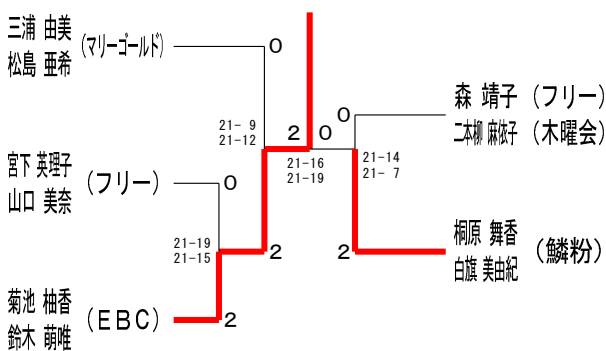 三浦 由美
松島 亜希
(マリーゴールド)
0
21- 9
21-12
2
0
21-16
21-19
宮下 英理子
山口 美奈
(フリー)
0
21-19
21-15
2
菊池 柚香
鈴木 萌唯
(EBC)
2
0
森 靖子 (フリー)
二本柳 麻依子 (木曜会)
21-14
21- 7
2
桐原 舞香
白旗 美由紀
(鱗粉)